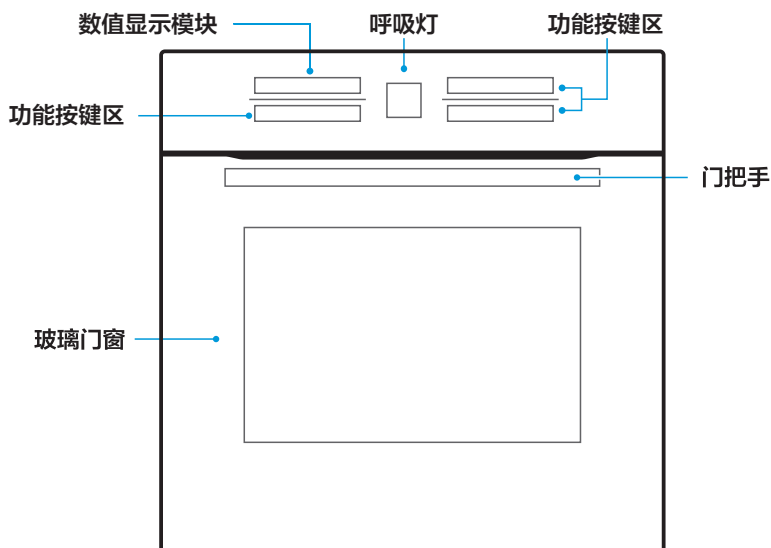 数值显示模块
呼吸灯
功能按键区
功能按键区
门把手
玻璃门窗